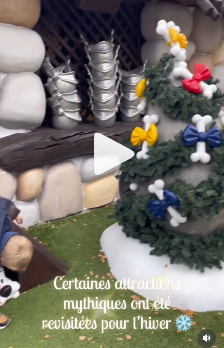 Certaines attractions
mythiques ont été
revisitées pour l'hiver ❄️